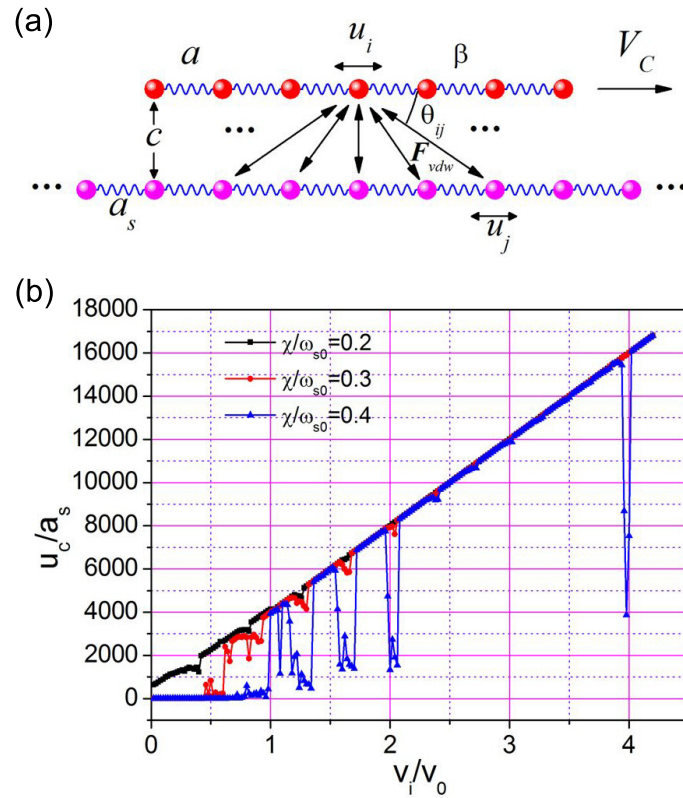 (a)
a u_i β V_C
c ... θ_ij ...
F_vdw
... a_s u_j ...
(b)
18000
16000
14000
12000
10000
8000
6000
4000
2000
0
u_c/a_s
χ/ω_s0=0.2
χ/ω_s0=0.3
χ/ω_s0=0.4
0 1 2 3 4
v_i/v_0